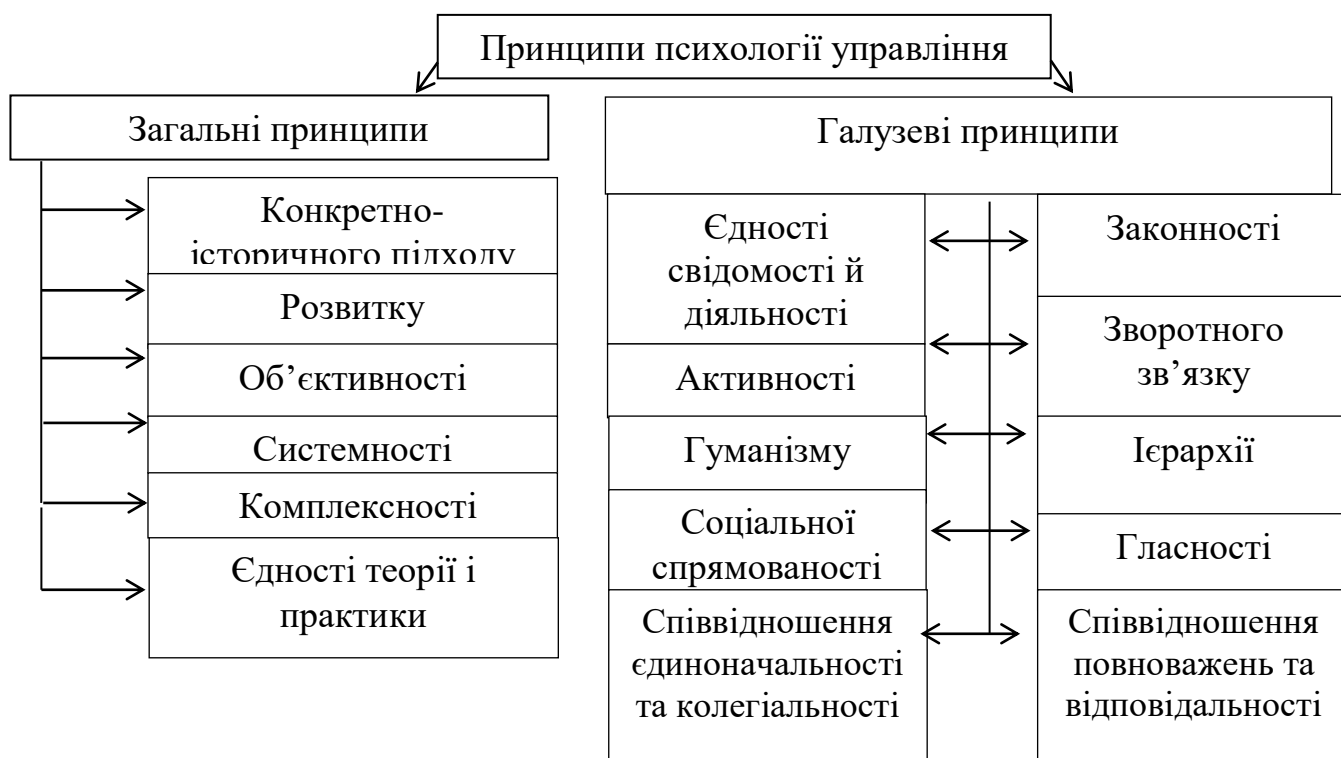 Принципи психології управління
Загальні принципи
Галузеві принципи
Конкретно-
історичного підходу
Розвитку
Об’єктивності
Системності
Комплексності
Єдності теорії і
практики
Єдності
свідомості й
діяльності
Активності
Гуманізму
Соціальної
спрямованості
Співвідношення
єдиноначальності
та колегіальності
Законності
Зворотного
зв’язку
Ієрархії
Гласності
Співвідношення
повноважень та
відповідальності